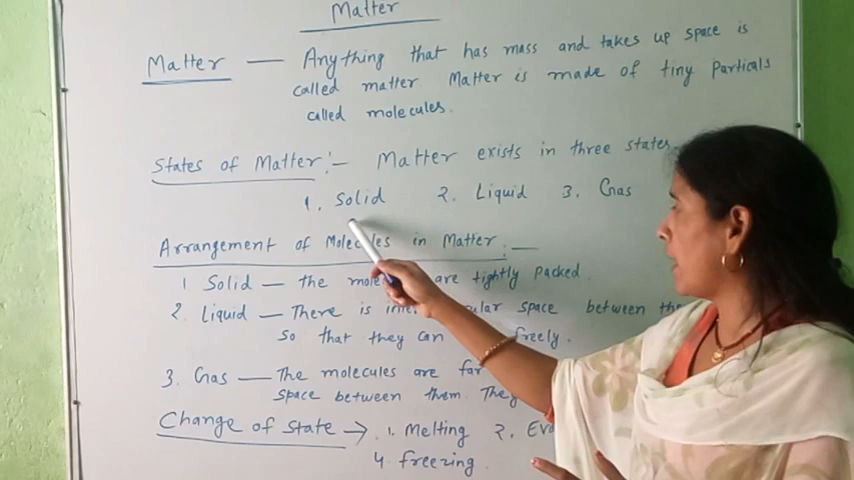 Matter
Matter — Anything that has mass and takes up space is
called matter Matter is made of tiny particals
called molecules.
States of Matter :- Matter exists in three states.
1. Solid 2. Liquid 3. Gas
Arrangement of Molecules in Matter :—
1 Solid — the are tightly packed.
2. Liquid — There is space between
so that they can freely.
3. Gas — The molecules are far
space between them. They
Change of state → 1. Melting 2.
4. freezing